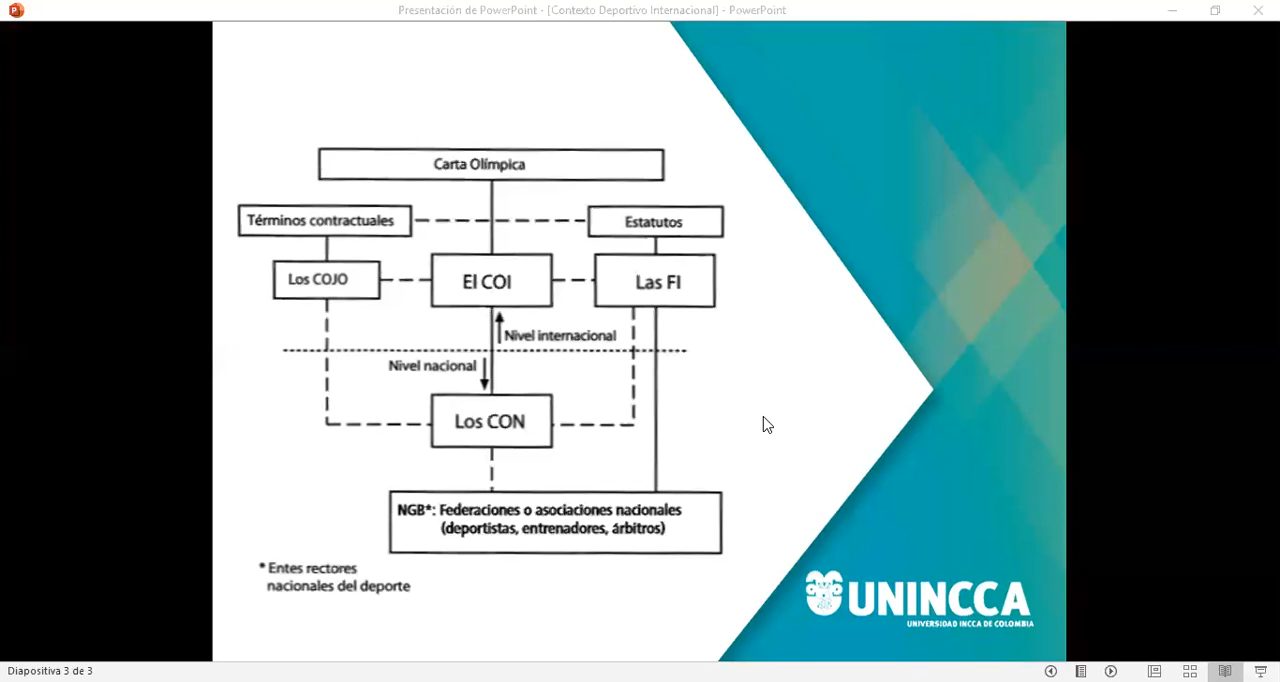 Presentación de PowerPoint - [Contexto Deportivo Internacional] - PowerPoint
Carta Olímpica
Términos contractuales
Estatutos
Los COJO
El COI
Las FI
Nivel internacional
Nivel nacional
Los CON
NGB*: Federaciones o asociaciones nacionales
(deportistas, entrenadores, árbitros)
* Entes rectores
nacionales del deporte
UNINCCA
UNIVERSIDAD INCCA DE COLOMBIA
Diapositiva 3 de 3